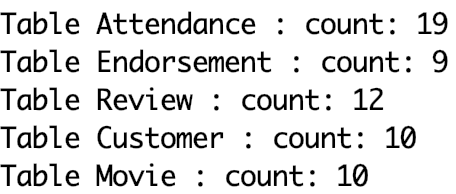 Table Attendance : count: 19
Table Endorsement : count: 9
Table Review : count: 12
Table Customer : count: 10
Table Movie : count: 10